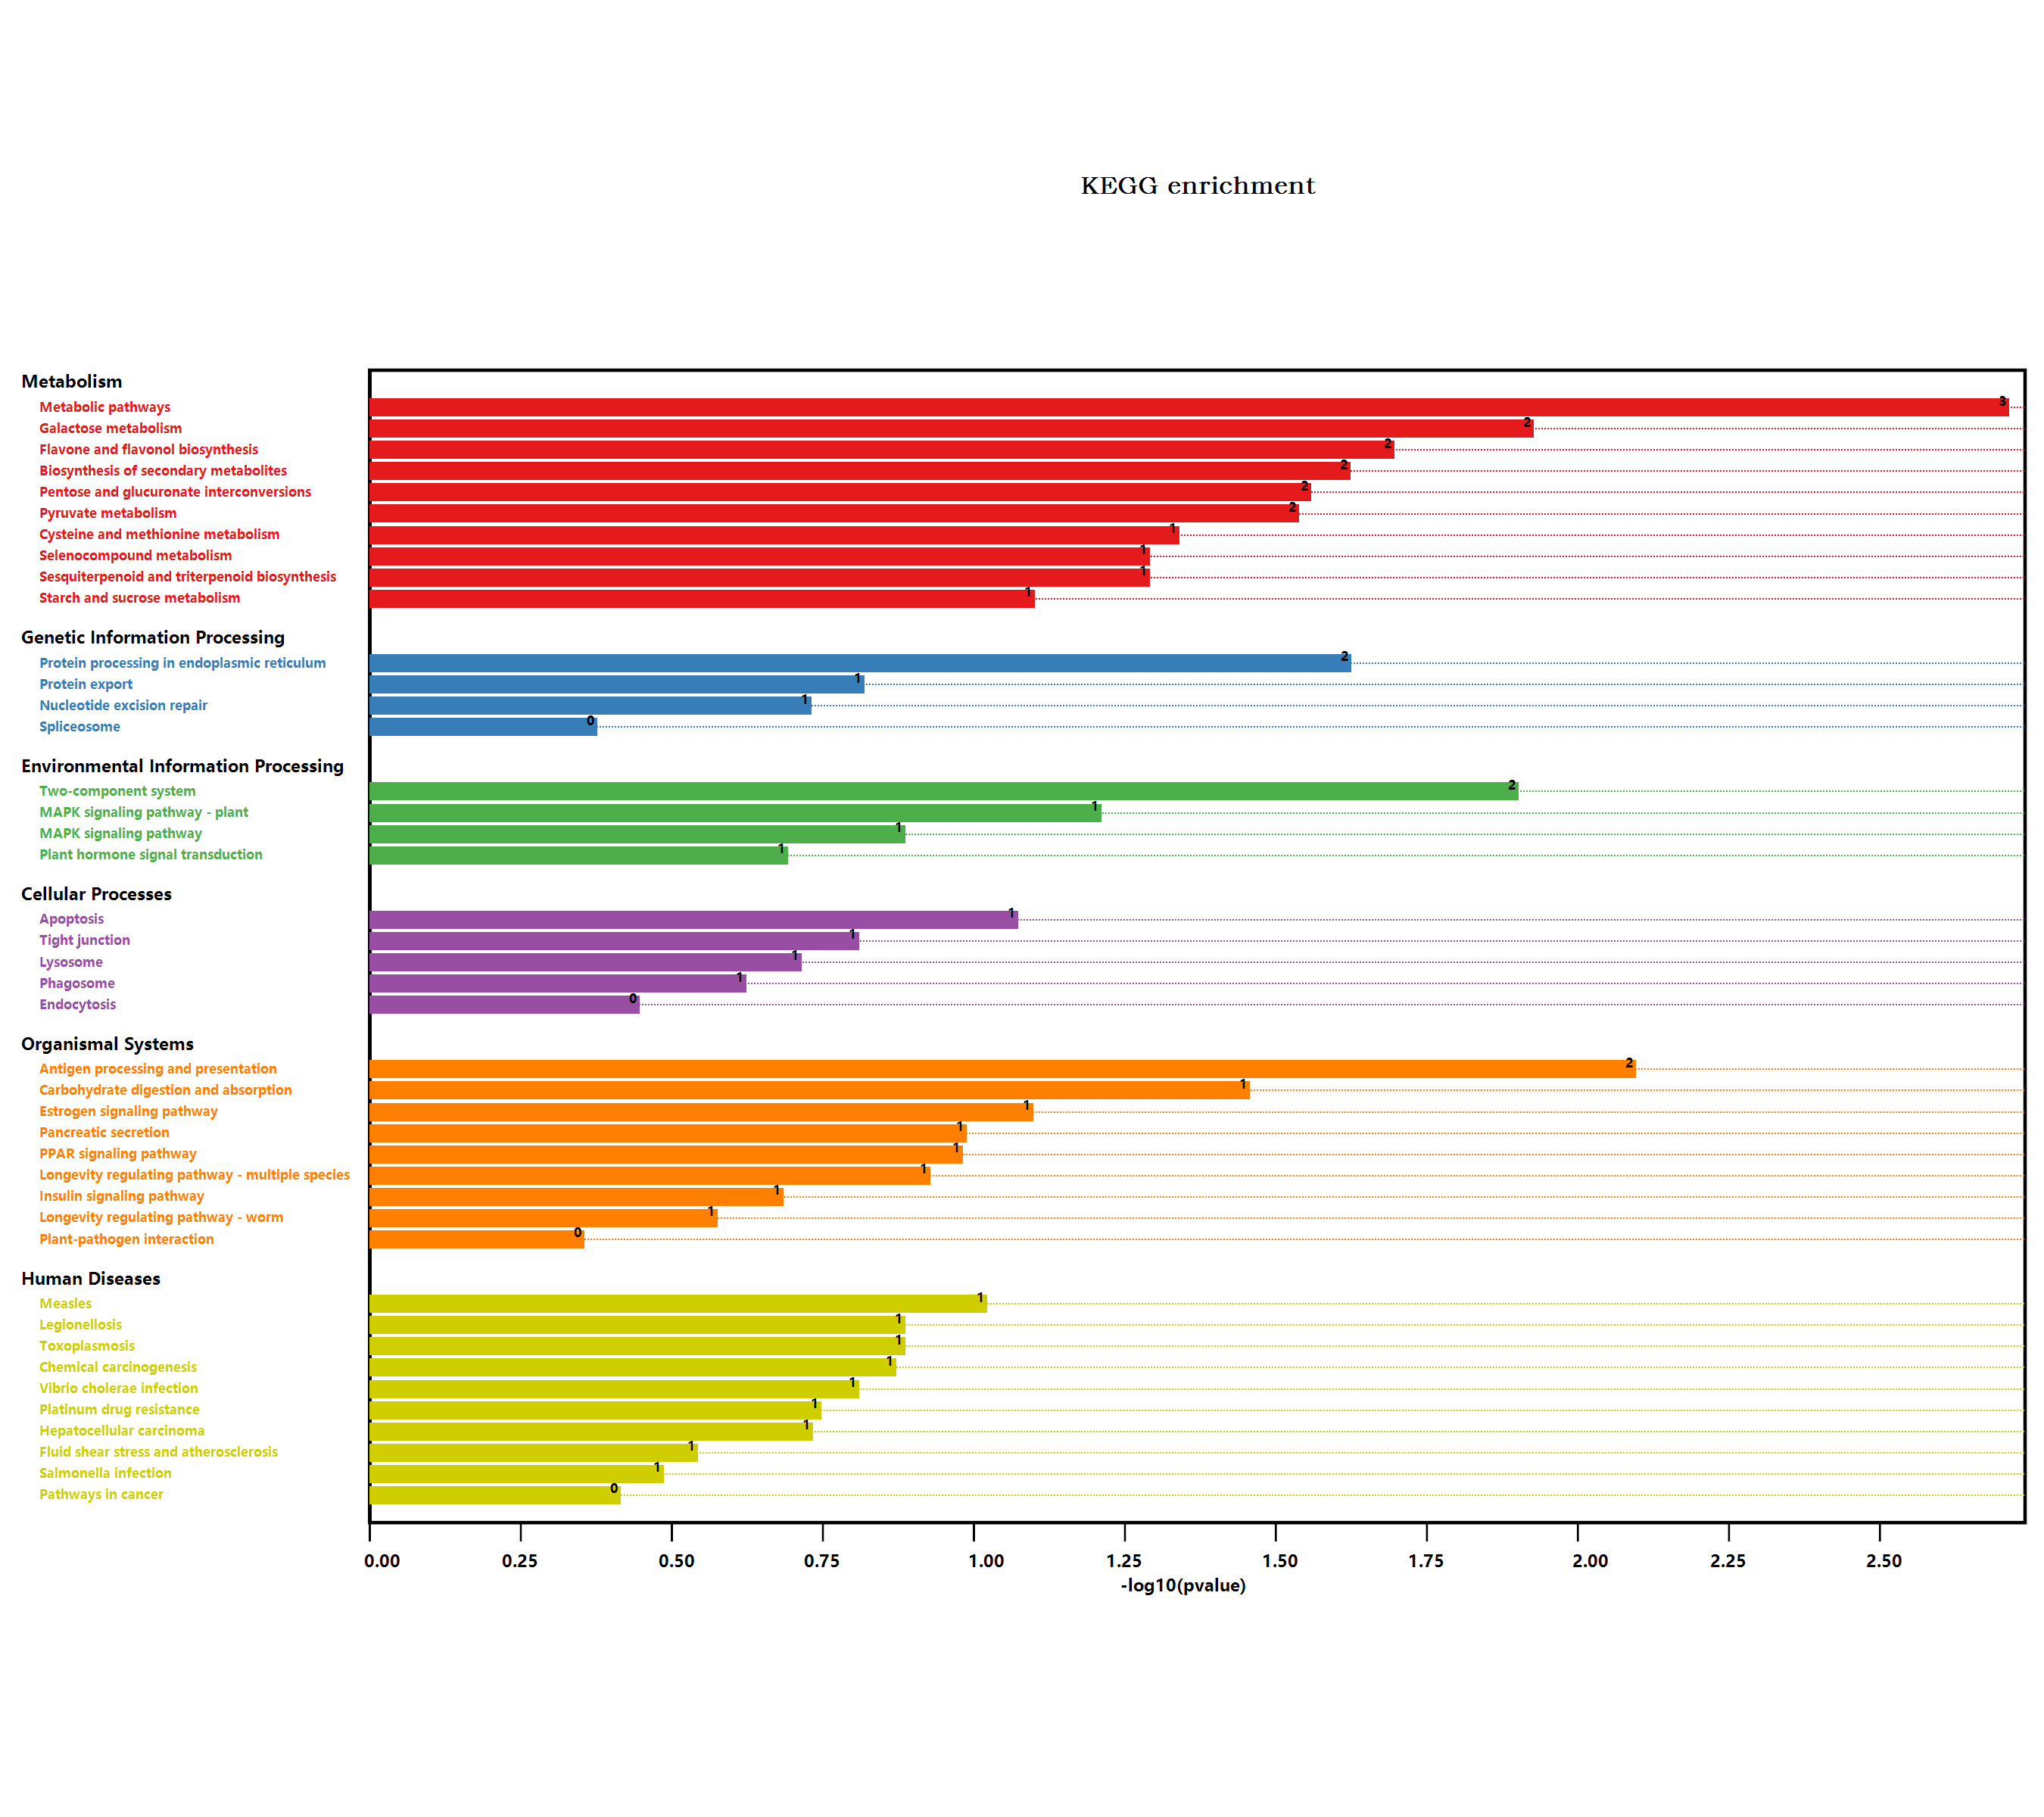 KEGG enrichment
Metabolism
Metabolic pathways 3
Galactose metabolism 2
Flavone and flavonol biosynthesis 2
Biosynthesis of secondary metabolites 2
Pentose and glucuronate interconversions 2
Pyruvate metabolism 2
Cysteine and methionine metabolism 1
Selenocompound metabolism 1
Sesquiterpenoid and triterpenoid biosynthesis 1
Starch and sucrose metabolism 1
Genetic Information Processing
Protein processing in endoplasmic reticulum 2
Protein export 1
Nucleotide excision repair 1
Spliceosome 0
Environmental Information Processing
Two-component system 2
MAPK signaling pathway - plant 1
MAPK signaling pathway 1
Plant hormone signal transduction 1
Cellular Processes
Apoptosis 1
Tight junction 1
Lysosome 1
Phagosome 1
Endocytosis 0
Organismal Systems
Antigen processing and presentation 2
Carbohydrate digestion and absorption 1
Estrogen signaling pathway 1
Pancreatic secretion 1
PPAR signaling pathway 1
Longevity regulating pathway - multiple species 1
Insulin signaling pathway 1
Longevity regulating pathway - worm 1
Plant-pathogen interaction 0
Human Diseases
Measles 1
Legionellosis 1
Toxoplasmosis 1
Chemical carcinogenesis 1
Vibrio cholerae infection 1
Platinum drug resistance 1
Hepatocellular carcinoma 1
Fluid shear stress and atherosclerosis 1
Salmonella infection 1
Pathways in cancer 0
0.00 0.25 0.50 0.75 1.00 1.25 1.50 1.75 2.00 2.25 2.50
-log10(pvalue)